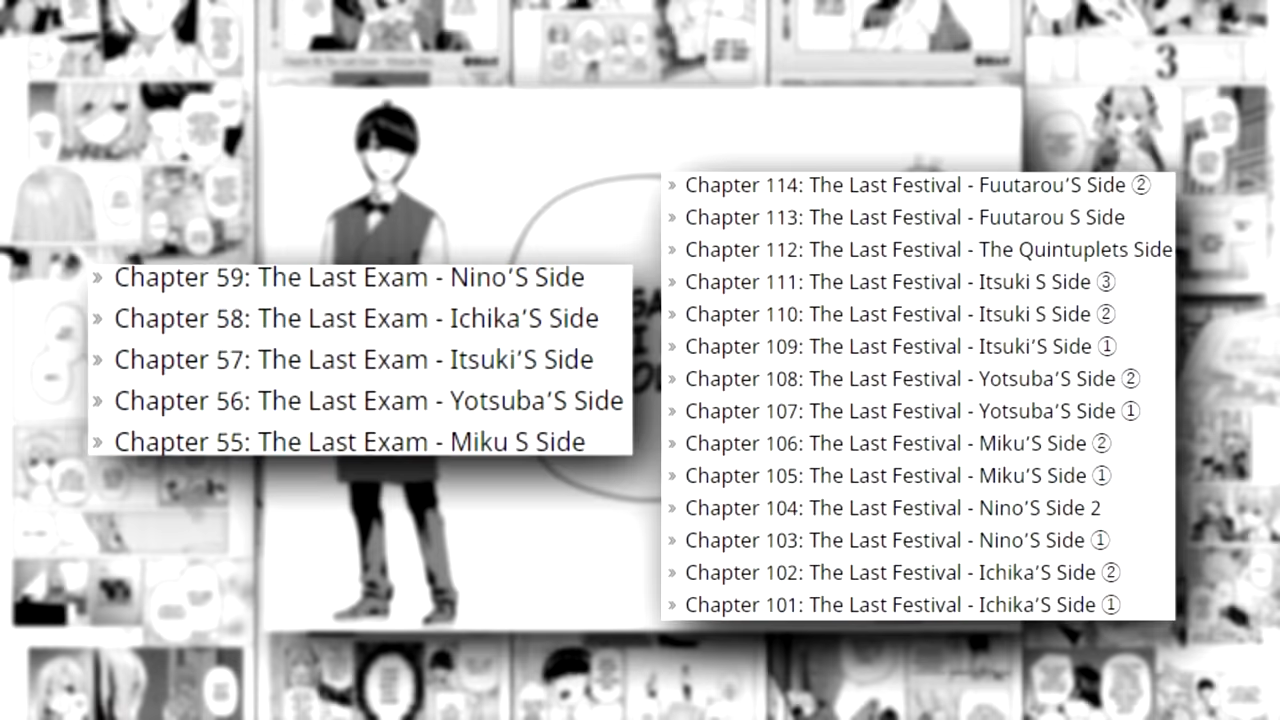 3
» Chapter 59: The Last Exam - Nino’S Side
» Chapter 58: The Last Exam - Ichika’S Side
» Chapter 57: The Last Exam - Itsuki’S Side
» Chapter 56: The Last Exam - Yotsuba’S Side
» Chapter 55: The Last Exam - Miku S Side
» Chapter 114: The Last Festival - Fuutarou’S Side ②
» Chapter 113: The Last Festival - Fuutarou S Side
» Chapter 112: The Last Festival - The Quintuplets Side
» Chapter 111: The Last Festival - Itsuki S Side ③
» Chapter 110: The Last Festival - Itsuki S Side ②
» Chapter 109: The Last Festival - Itsuki’S Side ①
» Chapter 108: The Last Festival - Yotsuba’S Side ②
» Chapter 107: The Last Festival - Yotsuba’S Side ①
» Chapter 106: The Last Festival - Miku’S Side ②
» Chapter 105: The Last Festival - Miku’S Side ①
» Chapter 104: The Last Festival - Nino’S Side 2
» Chapter 103: The Last Festival - Nino’S Side ①
» Chapter 102: The Last Festival - Ichika’S Side ②
» Chapter 101: The Last Festival - Ichika’S Side ①